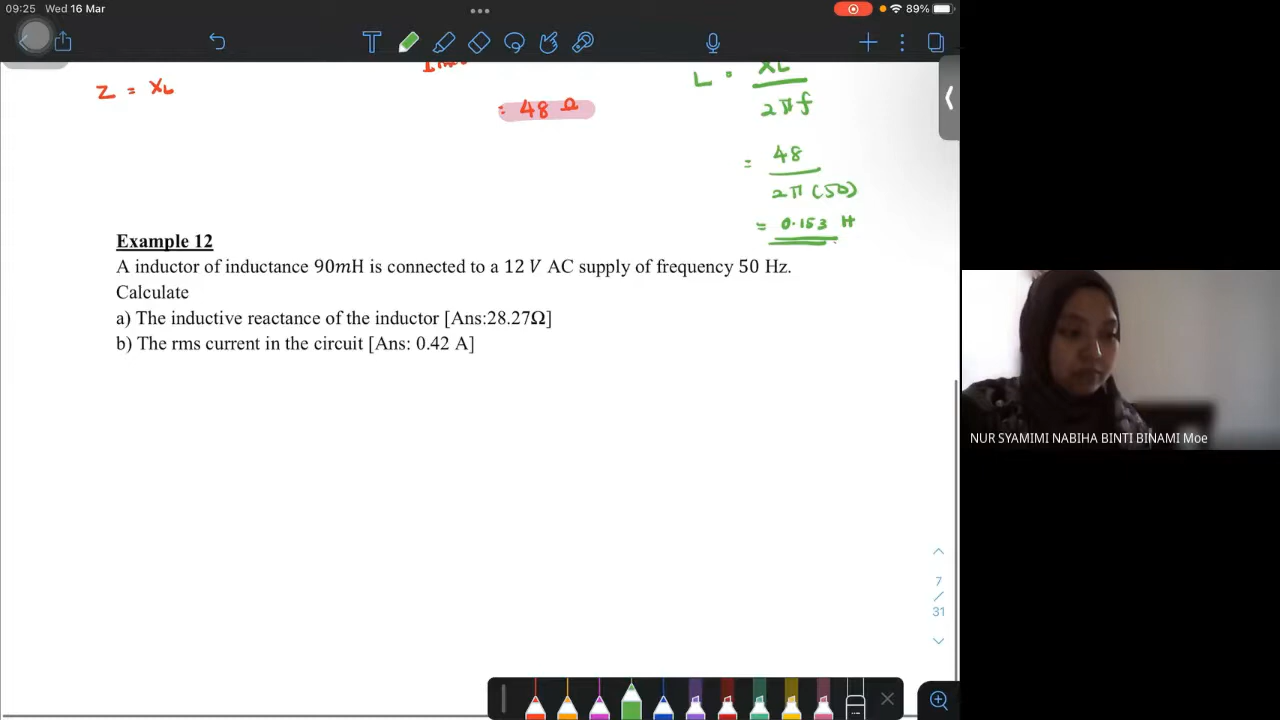 09:25 Wed 16 Mar
89%
T
Z = XL
= 48 Ω
L = XL
2πf
= 48
2π (50)
= 0.153 H
Example 12
A inductor of inductance 90mH is connected to a 12 V AC supply of frequency 50 Hz.
Calculate
a) The inductive reactance of the inductor [Ans:28.27Ω]
b) The rms current in the circuit [Ans: 0.42 A]
NUR SYAMIMI NABIHA BINTI BINAMI Moe
7
/
31